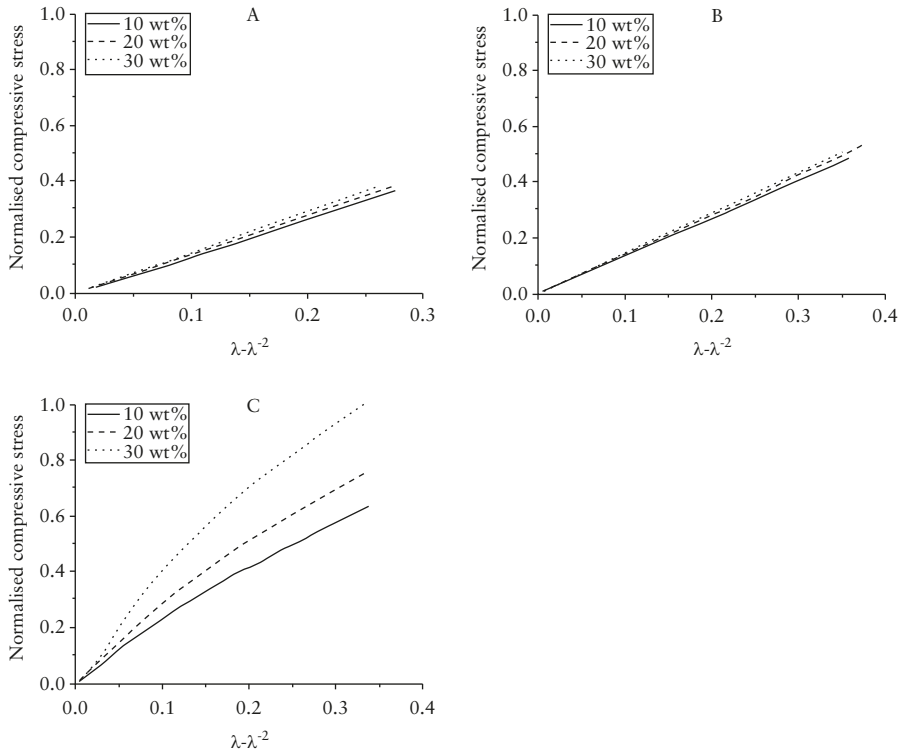 A
10 wt%
20 wt%
30 wt%
Normalised compressive stress
1.0
0.8
0.6
0.4
0.2
0.0
0.0 0.1 0.2 0.3
λ-λ⁻²
B
10 wt%
20 wt%
30 wt%
Normalised compressive stress
1.0
0.8
0.6
0.4
0.2
0.0
0.0 0.1 0.2 0.3 0.4
λ-λ⁻²
C
10 wt%
20 wt%
30 wt%
Normalised compressive stress
1.0
0.8
0.6
0.4
0.2
0.0
0.0 0.1 0.2 0.3 0.4
λ-λ⁻²